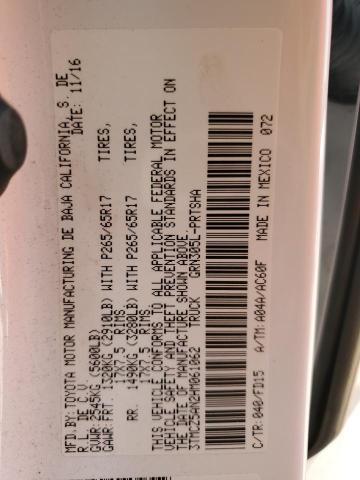 MFD.BY: TOYOTA MOTOR MANUFACTURING DE BAJA CALIFORNIA, S. DE
R.L. DE C.V. DATE: 11/16
GVWR: 2545KG (5600LB)
GAWR: FRT. 1320KG (2910LB) WITH P265/65R17 TIRES,
17X7.5 RIMS
RR. 1490KG (3280LB) WITH P265/65R17 TIRES,
17X7.5 RIMS
THIS VEHICLE CONFORMS TO ALL APPLICABLE FEDERAL MOTOR
VEHICLE SAFETY AND THEFT PREVENTION STANDARDS IN EFFECT ON
THE DATE OF MANUFACTURE SHOWN ABOVE
3TMCZ5AN2HM061062 TRUCK GRN305L-PRTSHA
C/TR: 040/FD15 A/TM: A04A/AC60F MADE IN MEXICO 072